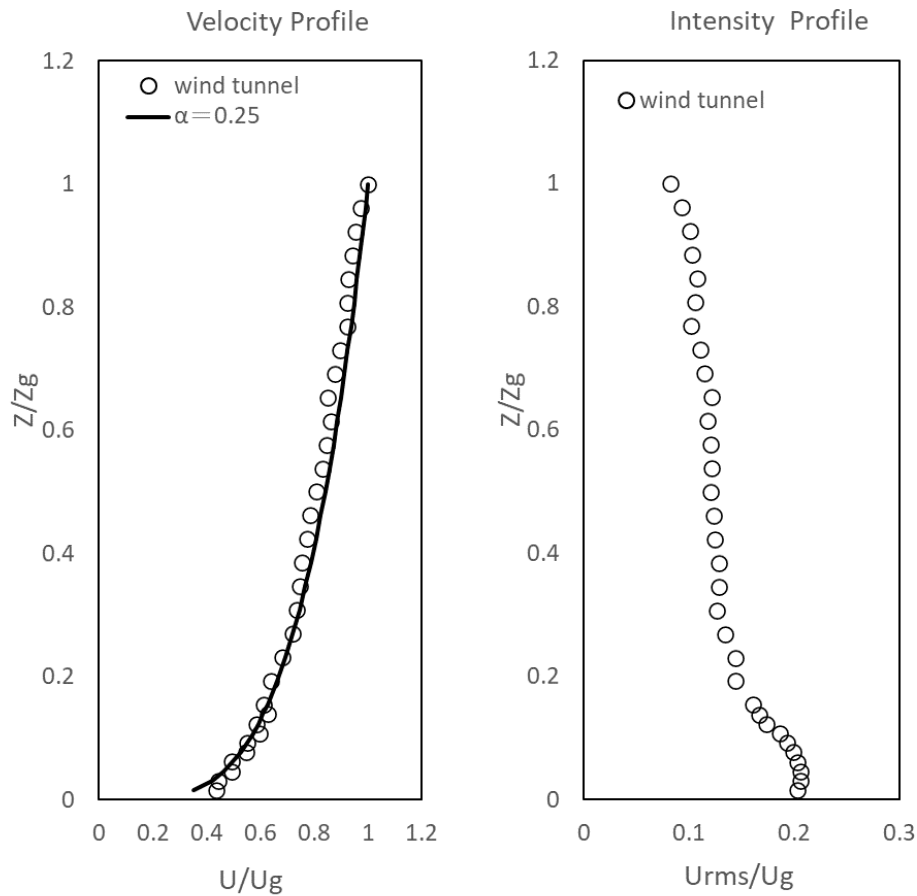 Velocity Profile
1.2
1
0.8
0.6
0.4
0.2
0
Z/Zg
wind tunnel
α=0.25
0 0.2 0.4 0.6 0.8 1 1.2
U/Ug
Intensity Profile
1.2
1
0.8
0.6
0.4
0.2
0
Z/Zg
wind tunnel
0 0.1 0.2 0.3
Urms/Ug